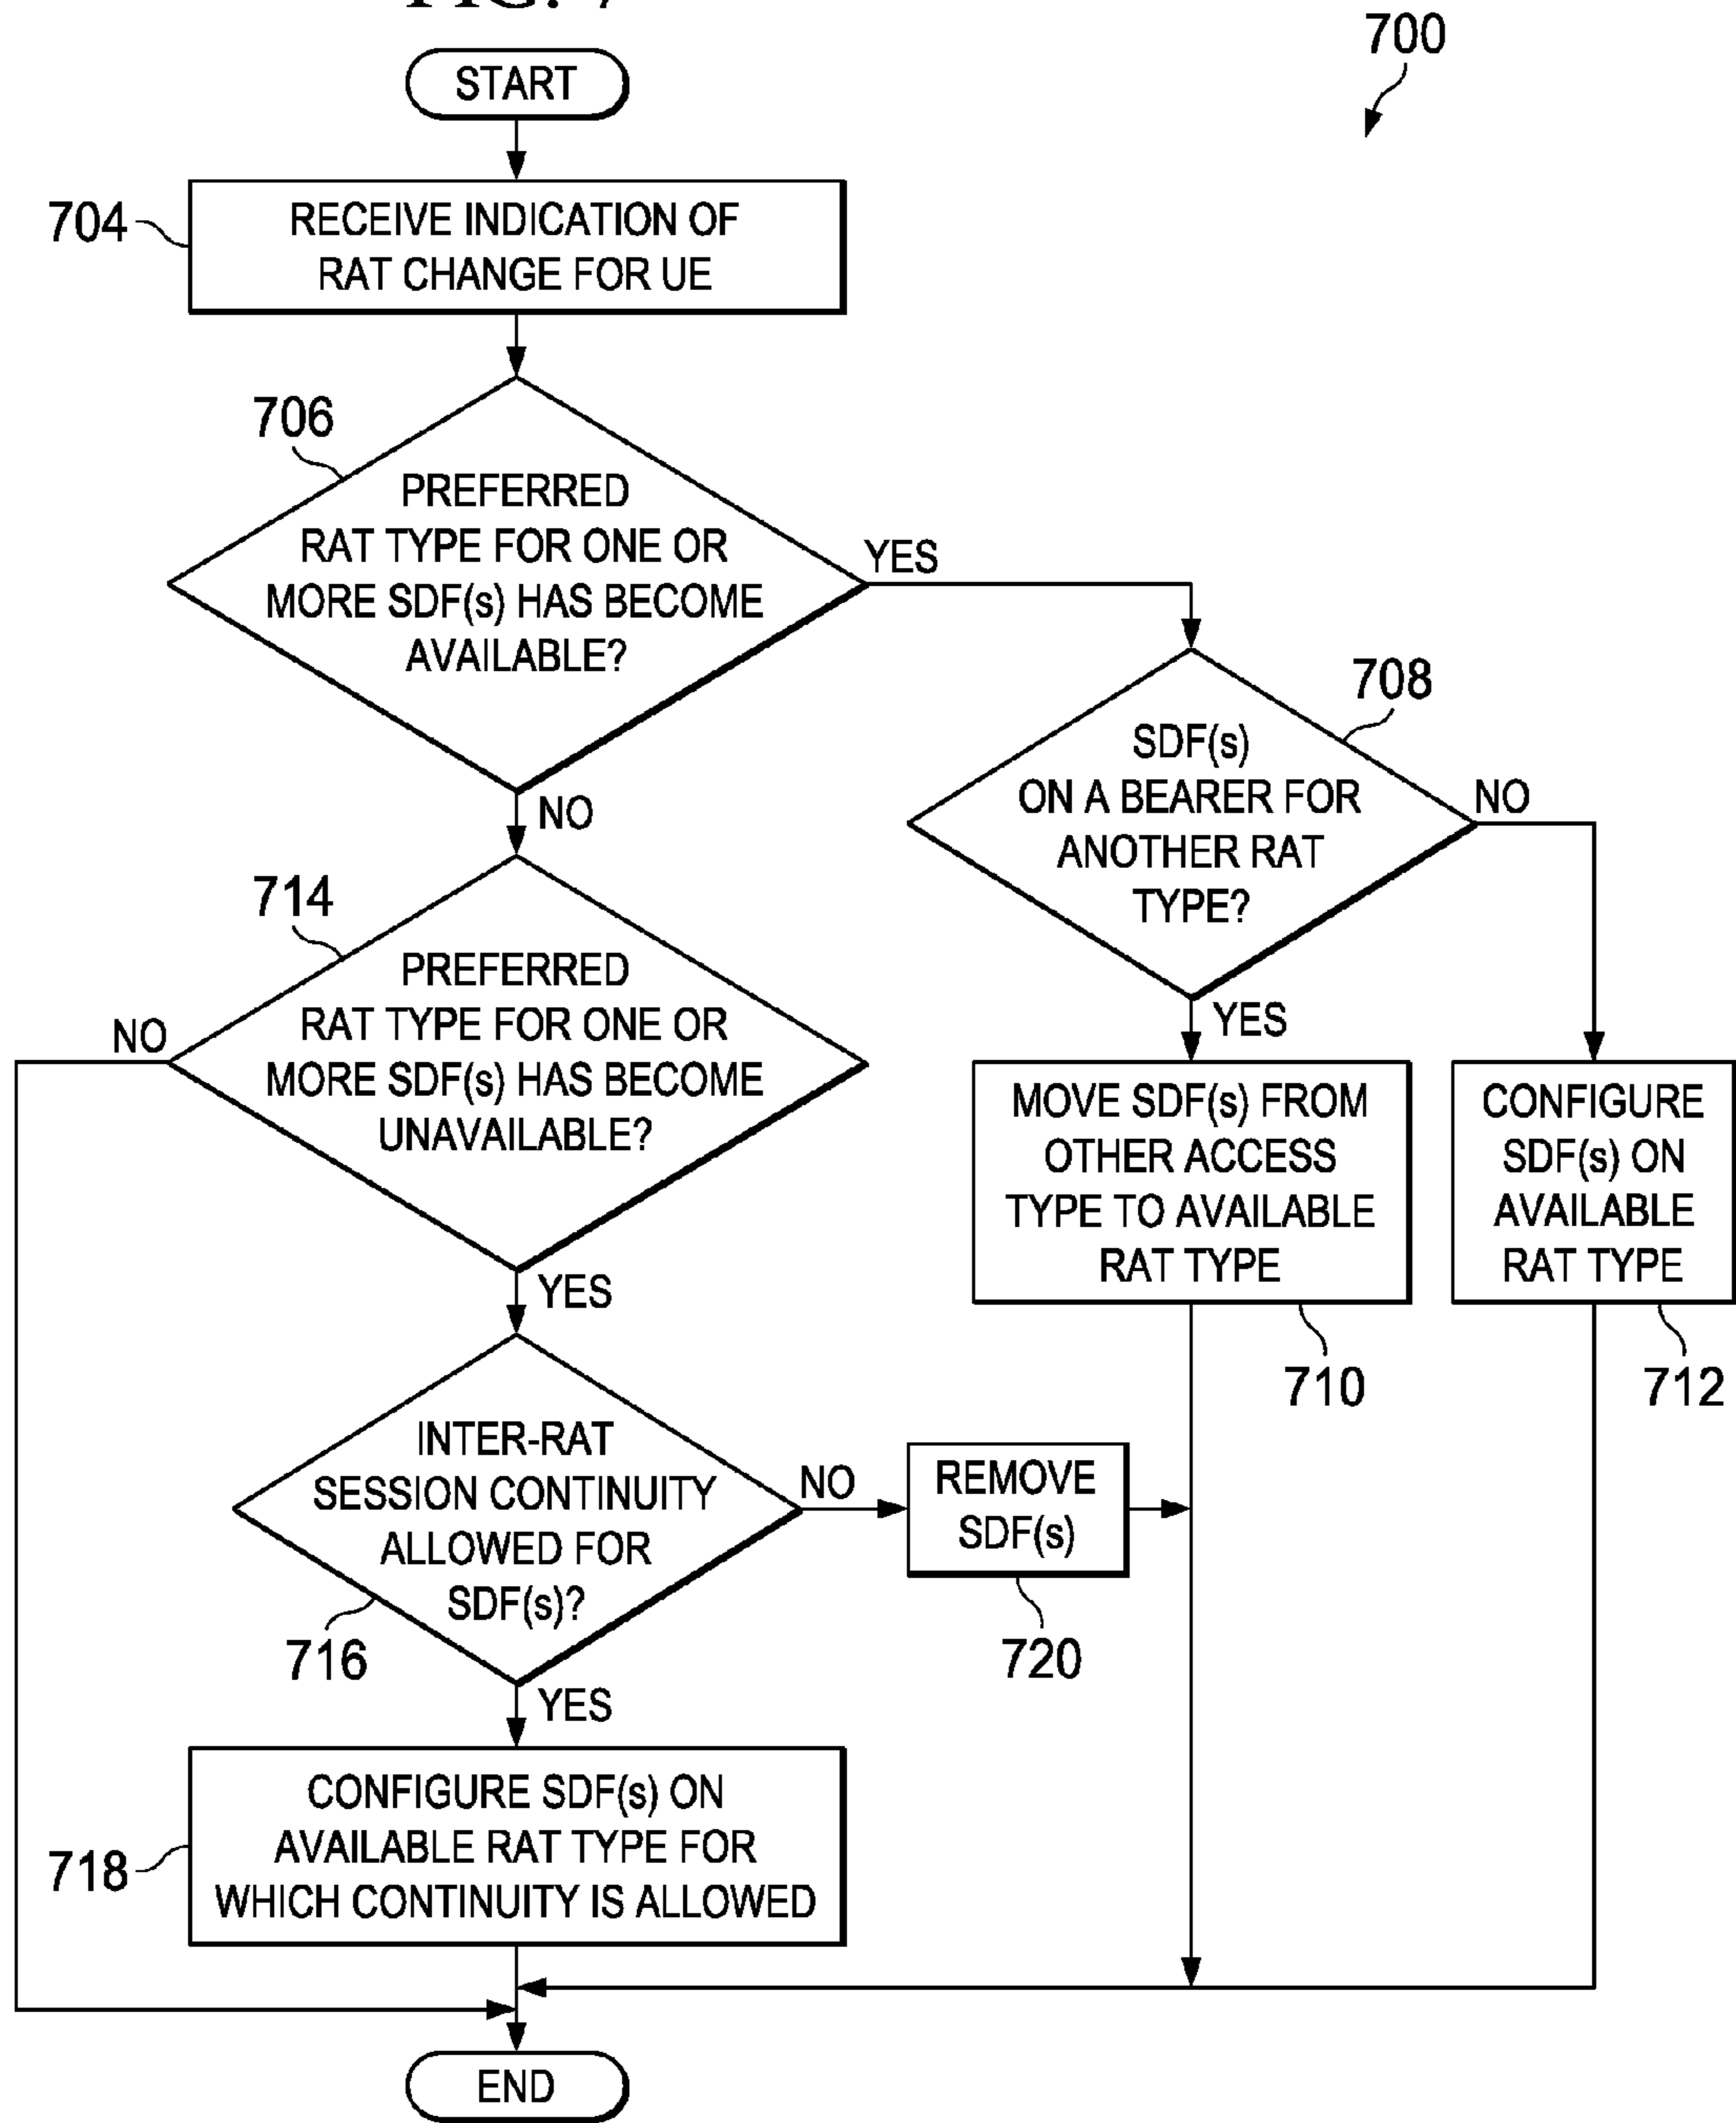 FIG. 7
700
START
704
RECEIVE INDICATION OF
RAT CHANGE FOR UE
706
PREFERRED
RAT TYPE FOR ONE OR
MORE SDF(s) HAS BECOME
AVAILABLE?
YES
NO
708
SDF(s)
ON A BEARER FOR
ANOTHER RAT
TYPE?
NO
YES
714
PREFERRED
RAT TYPE FOR ONE OR
MORE SDF(s) HAS BECOME
UNAVAILABLE?
NO
YES
MOVE SDF(s) FROM
OTHER ACCESS
TYPE TO AVAILABLE
RAT TYPE
710
CONFIGURE
SDF(s) ON
AVAILABLE
RAT TYPE
712
INTER-RAT
SESSION CONTINUITY
ALLOWED FOR
SDF(s)?
716
NO
YES
REMOVE
SDF(s)
720
718
CONFIGURE SDF(s) ON
AVAILABLE RAT TYPE FOR
WHICH CONTINUITY IS ALLOWED
END